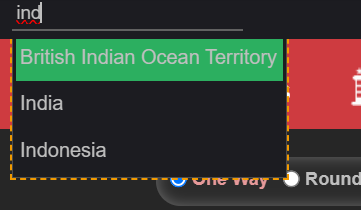 ind
British Indian Ocean Territory
India
Indonesia
One Way Round